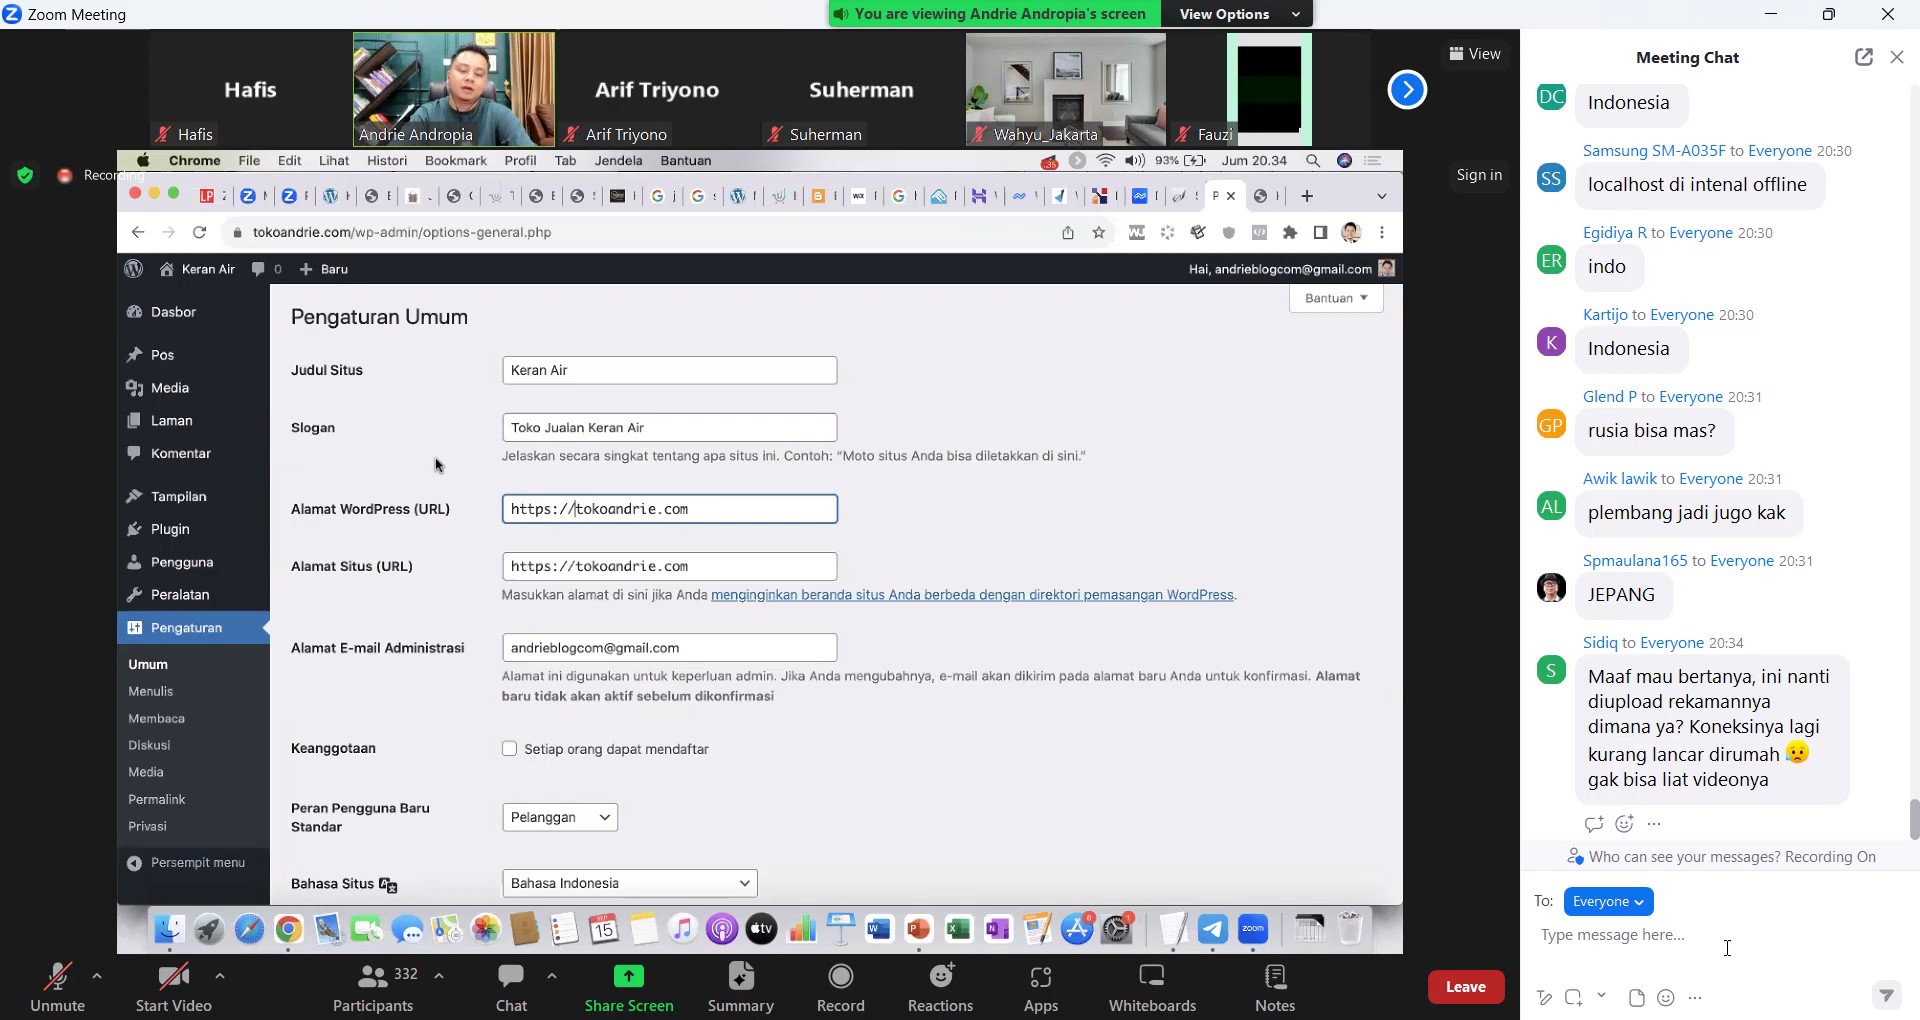 Zoom Meeting
You are viewing Andrie Andropia's screen
View Options
Hafis
Hafis
Andrie Andropia
Arif Triyono
Arif Triyono
Suherman
Suherman
Wahyu_Jakarta
Fauzi
View
Recording
Sign in
Chrome File Edit Lihat Histori Bookmark Profil Tab Jendela Bantuan
93% Jum 20.34
tokoandrie.com/wp-admin/options-general.php
Keran Air 0 + Baru
Hai, andrieblogcom@gmail.com
Bantuan
Dasbor
Pos
Media
Laman
Komentar
Tampilan
Plugin
Pengguna
Peralatan
Pengaturan
Umum
Menulis
Membaca
Diskusi
Media
Permalink
Privasi
Persempit menu
Pengaturan Umum
Judul Situs
Keran Air
Slogan
Toko Jualan Keran Air
Jelaskan secara singkat tentang apa situs ini. Contoh: “Moto situs Anda bisa diletakkan di sini.”
Alamat WordPress (URL)
https://tokoandrie.com
Alamat Situs (URL)
https://tokoandrie.com
Masukkan alamat di sini jika Anda menginginkan beranda situs Anda berbeda dengan direktori pemasangan WordPress.
Alamat E-mail Administrasi
andrieblogcom@gmail.com
Alamat ini digunakan untuk keperluan admin. Jika Anda mengubahnya, e-mail akan dikirim pada alamat baru Anda untuk konfirmasi. Alamat
baru tidak akan aktif sebelum dikonfirmasi
Keanggotaan
Setiap orang dapat mendaftar
Peran Pengguna Baru
Standar
Pelanggan
Bahasa Situs
Bahasa Indonesia
SEP
15
tv
zoom
Unmute
Start Video
332
Participants
Chat
Share Screen
Summary
Record
Reactions
Apps
Whiteboards
Notes
Leave
Meeting Chat
DC
Indonesia
Samsung SM-A035F to Everyone 20:30
SS
localhost di intenal offline
Egidiya R to Everyone 20:30
ER
indo
Kartijo to Everyone 20:30
K
Indonesia
Glend P to Everyone 20:31
GP
rusia bisa mas?
Awik lawik to Everyone 20:31
AL
plembang jadi jugo kak
Spmaulana165 to Everyone 20:31
JEPANG
Sidiq to Everyone 20:34
S
Maaf mau bertanya, ini nanti
diupload rekamannya
dimana ya? Koneksinya lagi
kurang lancar dirumah 😥
gak bisa liat videonya
Who can see your messages? Recording On
To: Everyone
Type message here...